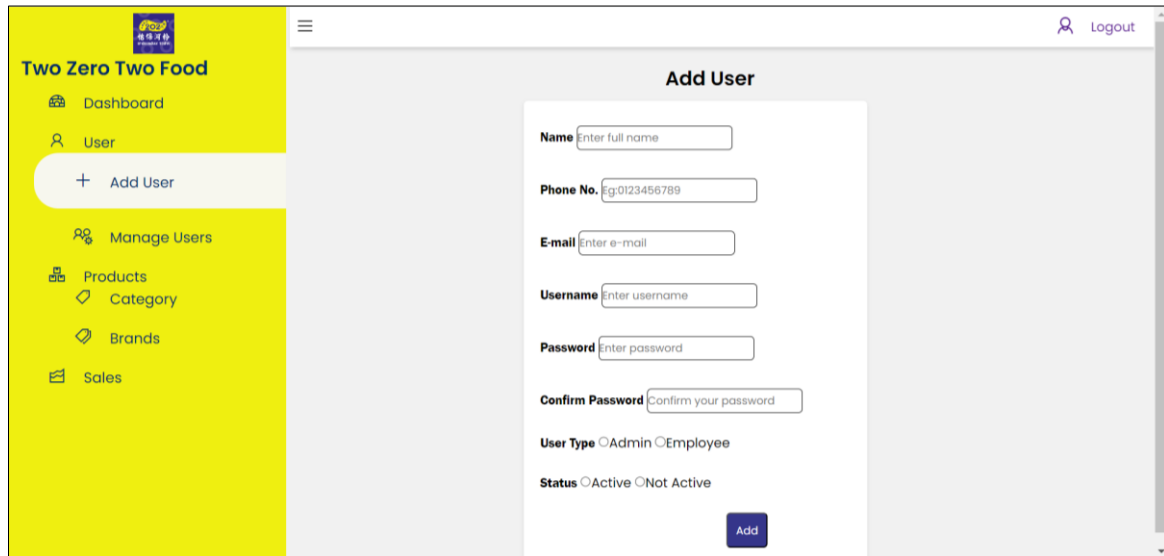 202
Two Zero Two Food
Dashboard
User
Add User
Manage Users
Products
Category
Brands
Sales
Logout
Add User
Name Enter full name
Phone No. Eg:0123456789
E-mail Enter e-mail
Username Enter username
Password Enter password
Confirm Password Confirm your password
User Type Admin Employee
Status Active Not Active
Add